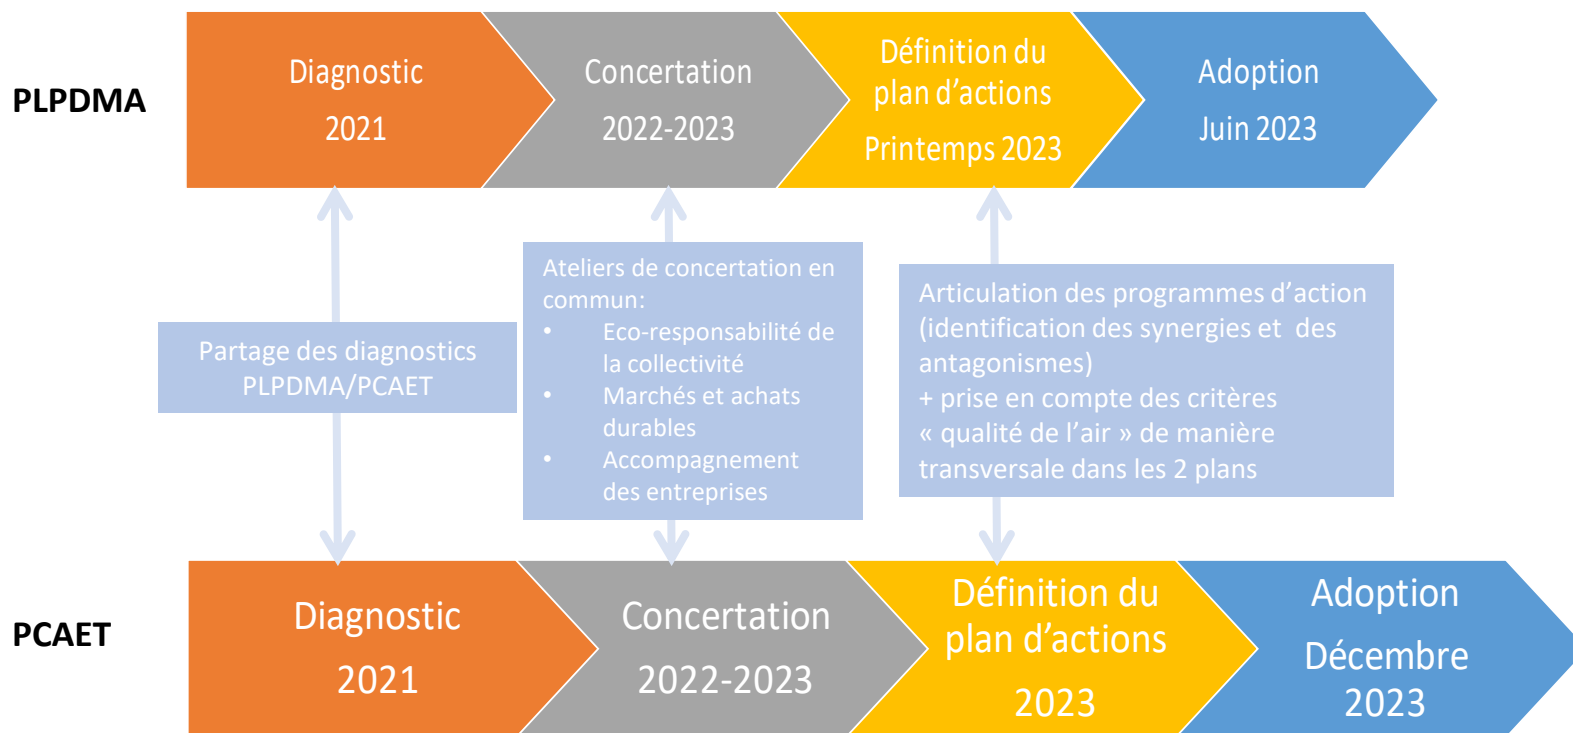 PLPDMA
Diagnostic
2021
Concertation
2022-2023
Définition du
plan d’actions
Printemps 2023
Adoption
Juin 2023
Partage des diagnostics
PLPDMA/PCAET
Ateliers de concertation en
commun:
• Eco-responsabilité de
la collectivité
• Marchés et achats
durables
• Accompagnement
des entreprises
Articulation des programmes d’action
(identification des synergies et des
antagonismes)
+ prise en compte des critères
« qualité de l’air » de manière
transversale dans les 2 plans
PCAET
Diagnostic
2021
Concertation
2022-2023
Définition du
plan d’actions
2023
Adoption
Décembre
2023